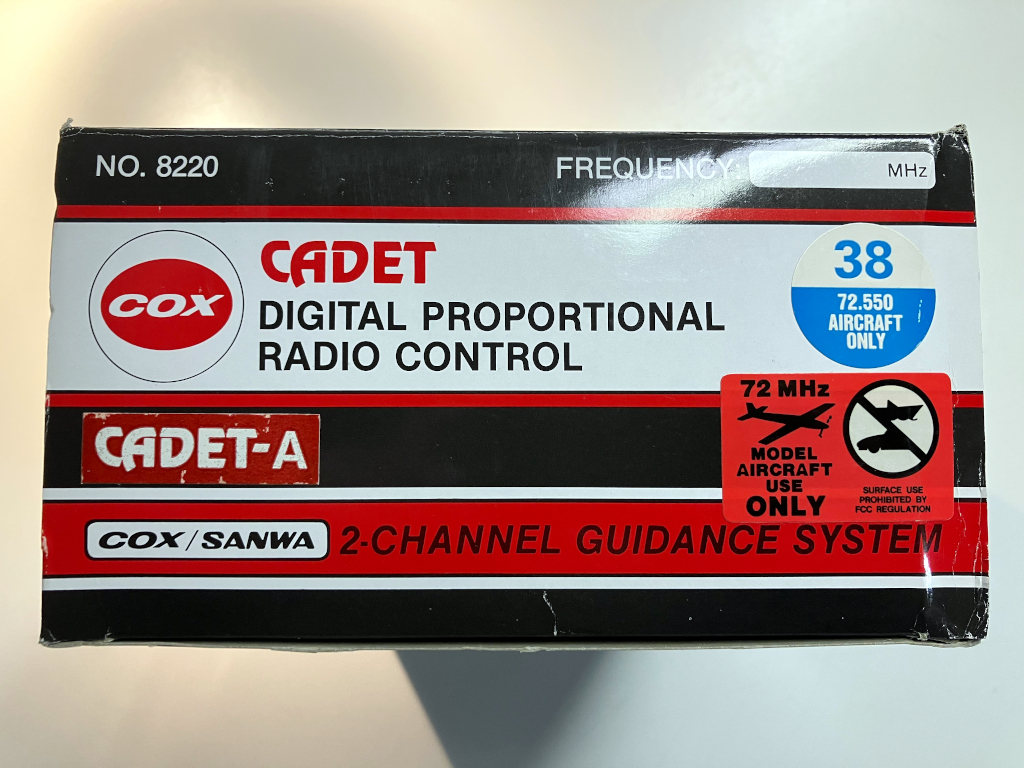 NO. 8220
FREQUENCY: MHz
COX
CADET
DIGITAL PROPORTIONAL
RADIO CONTROL
38
72.550
AIRCRAFT
ONLY
CADET-A
72 MHz
MODEL
AIRCRAFT
USE
ONLY
SURFACE USE
PROHIBITED BY
FCC REGULATION
COX/SANWA 2-CHANNEL GUIDANCE SYSTEM